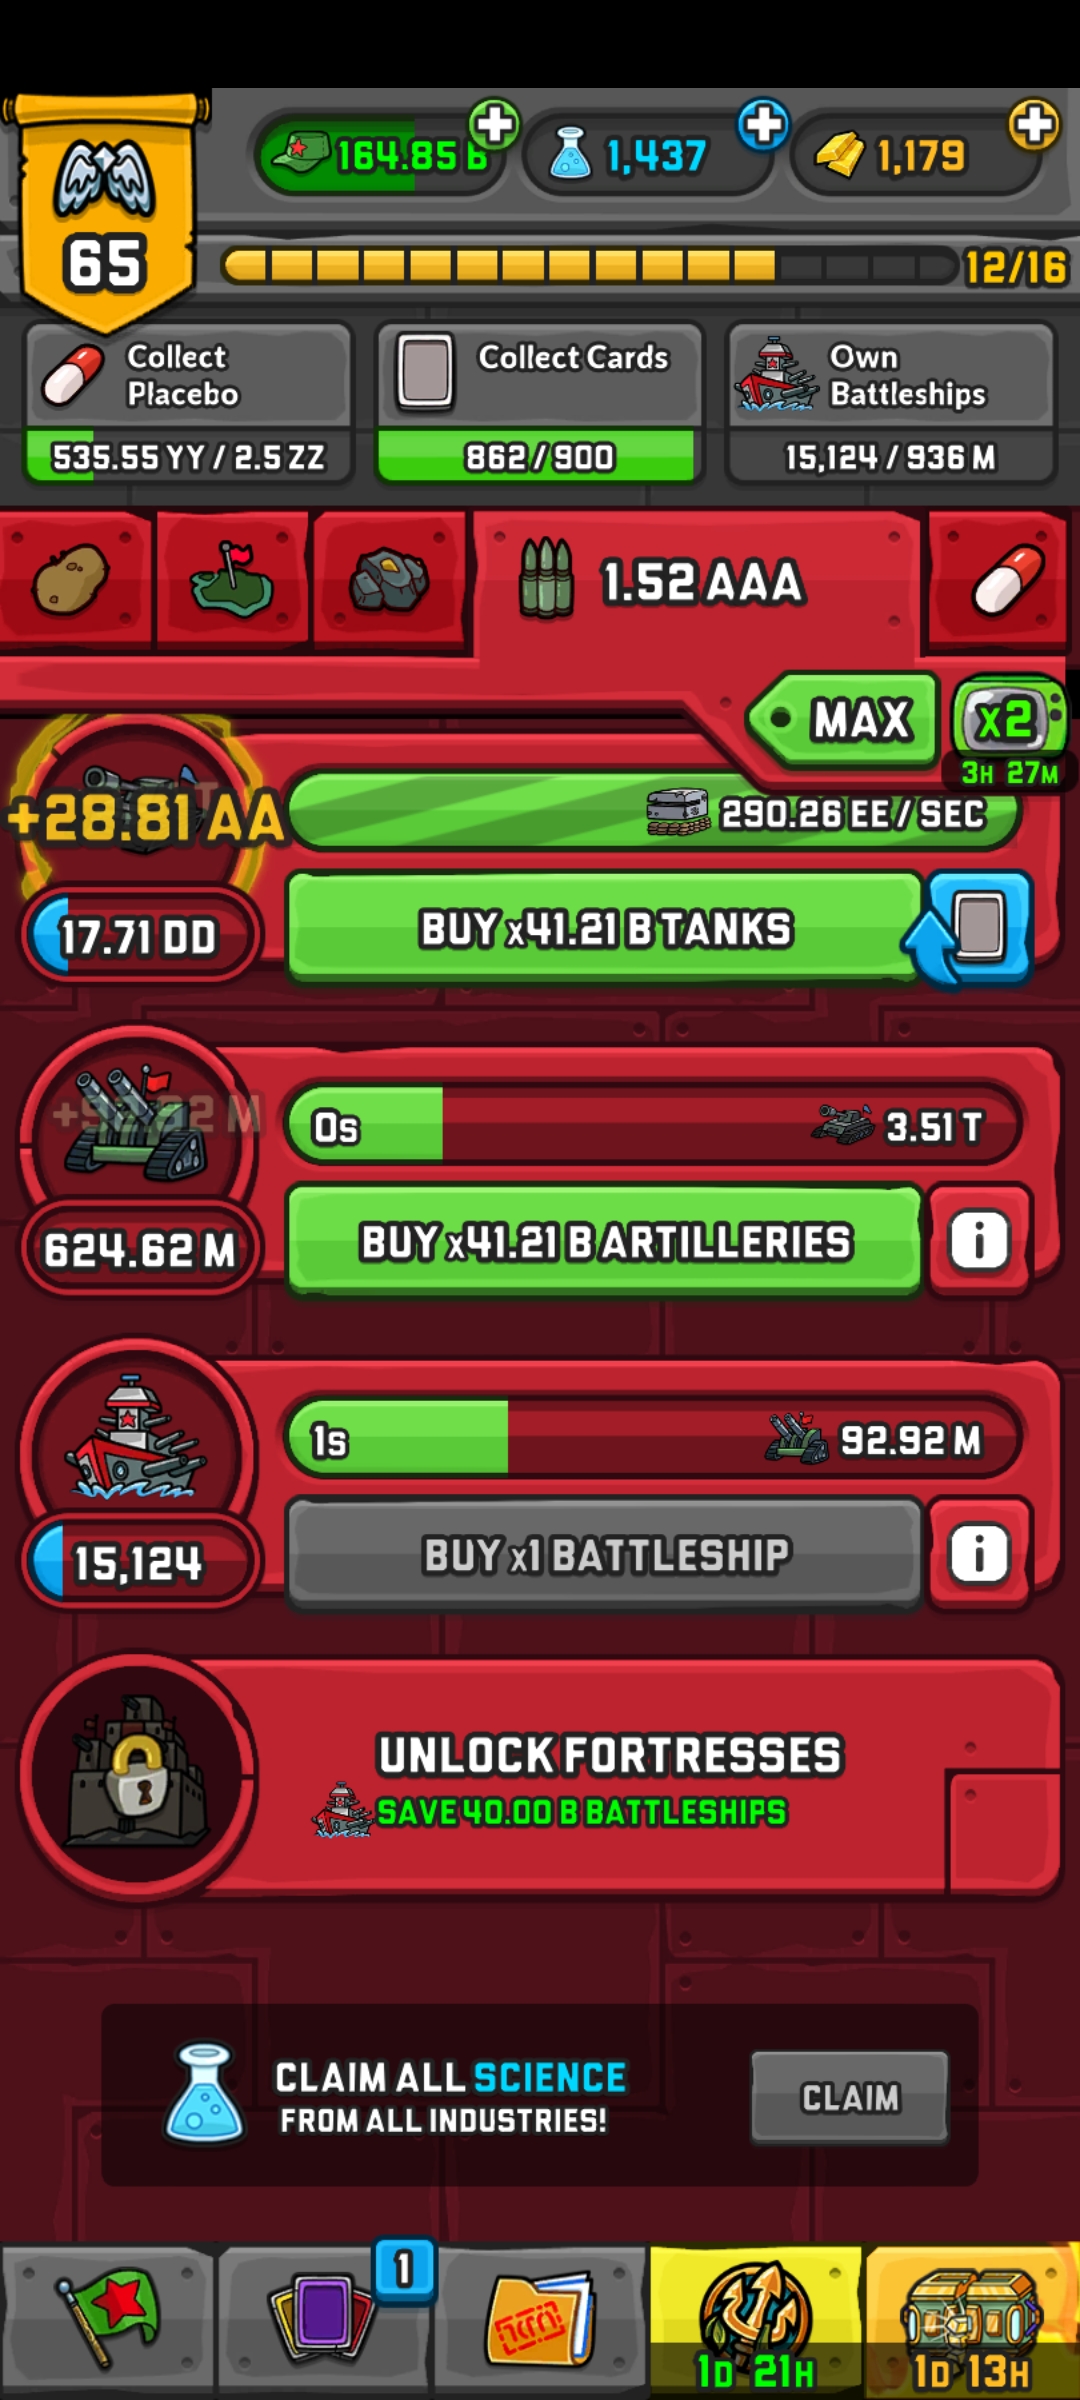 65
164.85 B
1,437
1,179
12/16
Collect
Placebo
535.55 YY / 2.5 ZZ
Collect Cards
862/900
Own
Battleships
15,124 / 936 M
1.52 AAA
MAX
x2
3H 27M
+28.81 AA
290.26 EE / SEC
17.71 DD
BUY x41.21 B TANKS
0s
3.51 T
624.62 M
BUY x41.21 B ARTILLERIES
i
1s
92.92 M
15,124
BUY x1 BATTLESHIP
i
UNLOCK FORTRESSES
SAVE 40.00 B BATTLESHIPS
CLAIM ALL SCIENCE
FROM ALL INDUSTRIES!
CLAIM
1
1D 21H
1D 13H